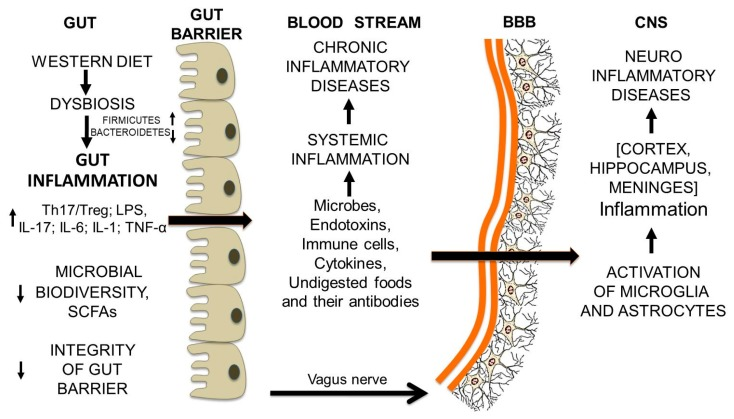 GUT
WESTERN DIET
DYSBIOSIS
FIRMICUTES
BACTEROIDETES
GUT
INFLAMMATION
Th17/Treg; LPS,
IL-17; IL-6; IL-1; TNF-α
MICROBIAL
BIODIVERSITY,
SCFAs
INTEGRITY
OF GUT
BARRIER
GUT
BARRIER
BLOOD STREAM
CHRONIC
INFLAMMATORY
DISEASES
SYSTEMIC
INFLAMMATION
Microbes,
Endotoxins,
Immune cells,
Cytokines,
Undigested foods
and their antibodies
Vagus nerve
BBB
CNS
NEURO
INFLAMMATORY
DISEASES
[CORTEX,
HIPPOCAMPUS,
MENINGES]
Inflammation
ACTIVATION
OF MICROGLIA
AND ASTROCYTES